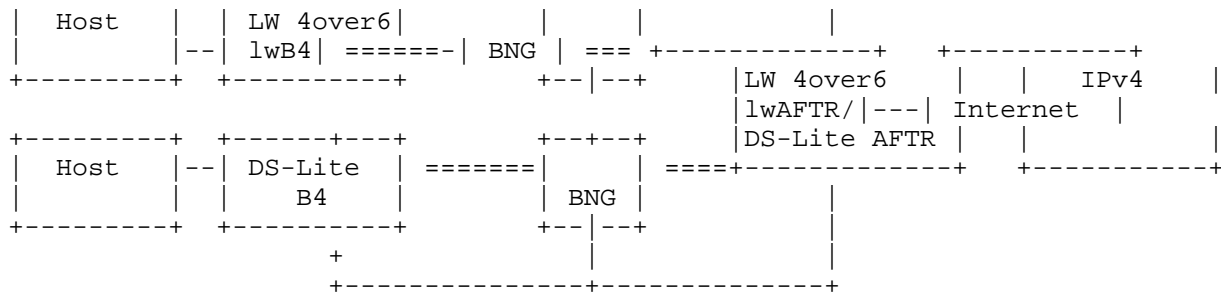 Host LW 4over6
lwB4 BNG
LW 4over6 IPv4
lwAFTR/ Internet
DS-Lite AFTR
Host DS-Lite
B4 BNG